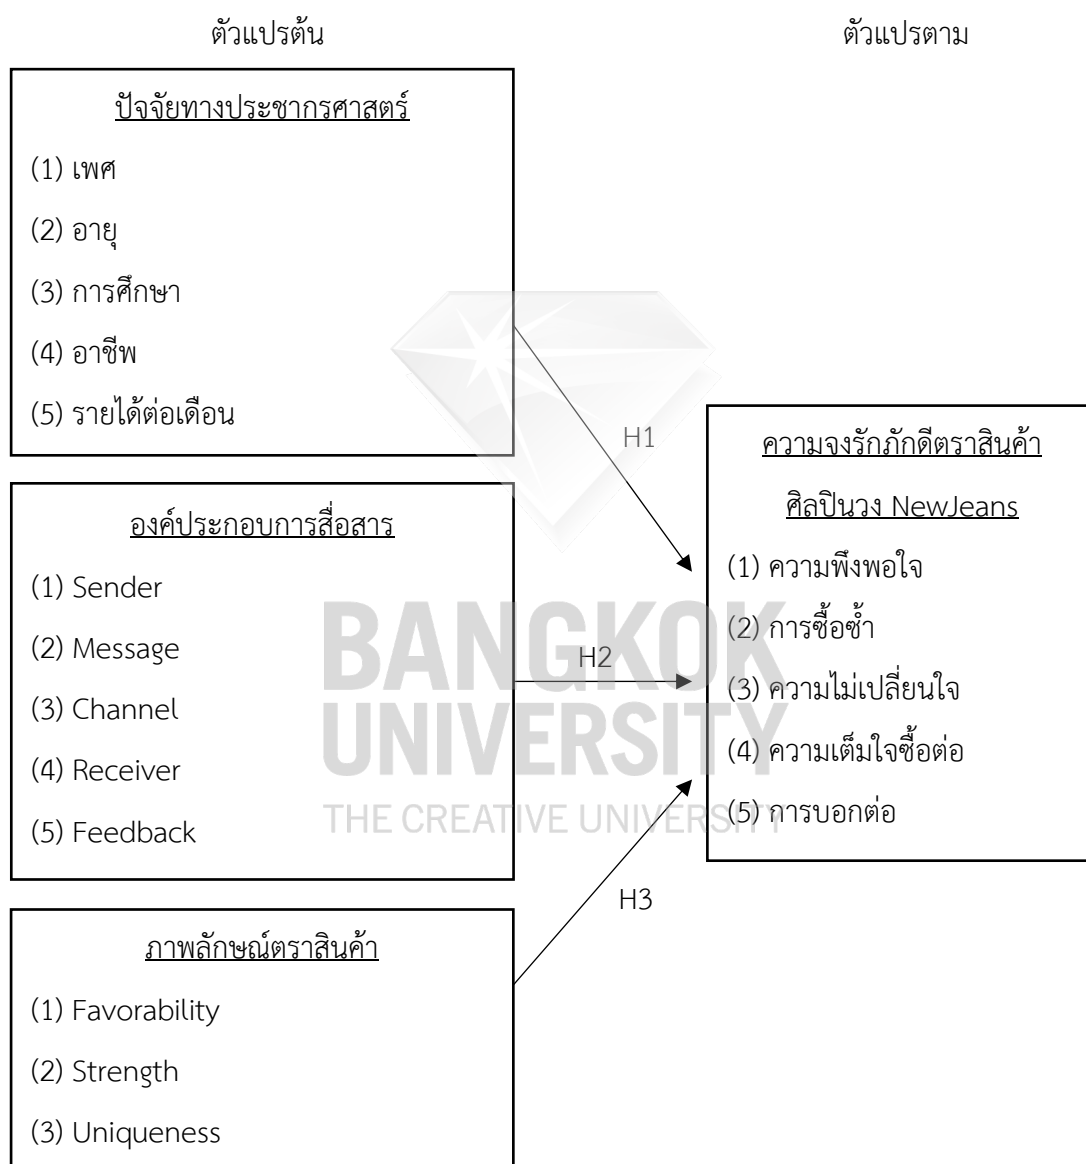 ตัวแปรต้น
ตัวแปรตาม
ปัจจัยทางประชากรศาสตร์
(1) เพศ
(2) อายุ
(3) การศึกษา
(4) อาชีพ
(5) รายได้ต่อเดือน
H1
องค์ประกอบการสื่อสาร
(1) Sender
(2) Message
(3) Channel
(4) Receiver
(5) Feedback
H2
ภาพลักษณ์ตราสินค้า
(1) Favorability
(2) Strength
(3) Uniqueness
H3
ความจงรักภักดีตราสินค้า
ศิลปินวง NewJeans
(1) ความพึงพอใจ
(2) การซื้อซ้ำ
(3) ความไม่เปลี่ยนใจ
(4) ความเต็มใจซื้อต่อ
(5) การบอกต่อ
BANGKOK
UNIVERSITY
THE CREATIVE UNIVERSITY